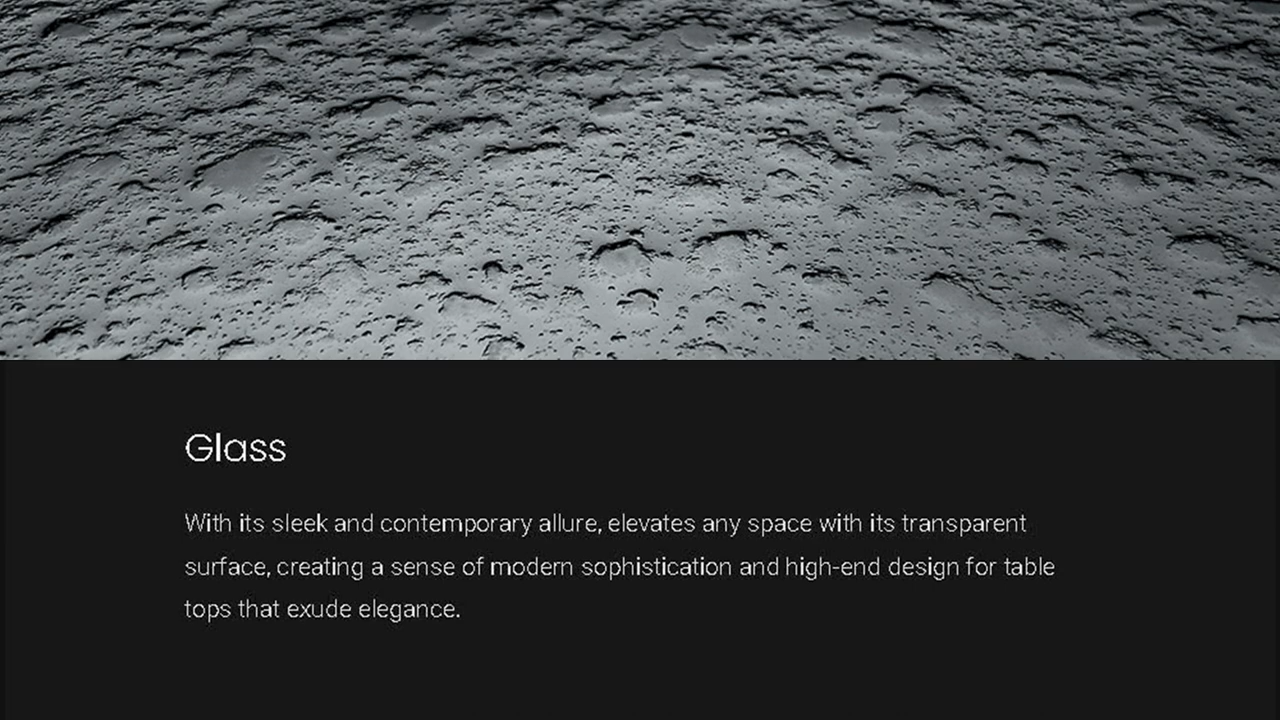 Glass
With its sleek and contemporary allure, elevates any space with its transparent
surface, creating a sense of modern sophistication and high-end design for table
tops that exude elegance.